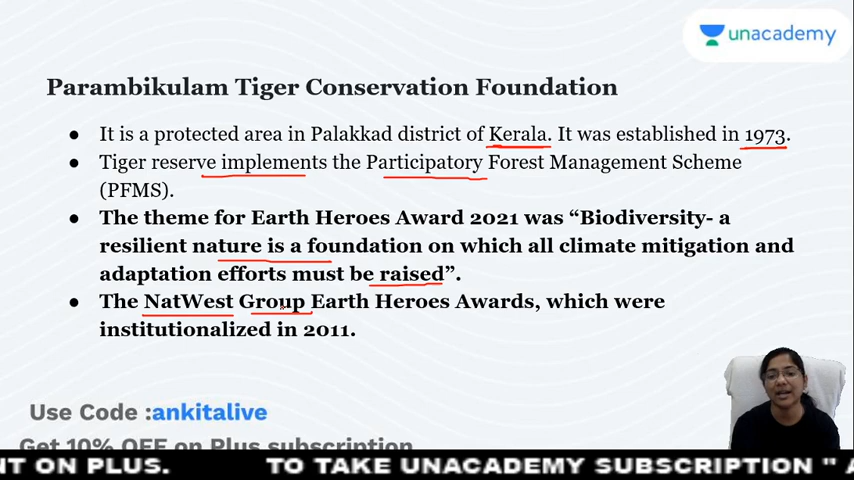 unacademy
Parambikulam Tiger Conservation Foundation
● It is a protected area in Palakkad district of Kerala. It was established in 1973.
● Tiger reserve implements the Participatory Forest Management Scheme
(PFMS).
● The theme for Earth Heroes Award 2021 was “Biodiversity- a
resilient nature is a foundation on which all climate mitigation and
adaptation efforts must be raised”.
● The NatWest Group Earth Heroes Awards, which were
institutionalized in 2011.
Use Code :ankitalive
Get 10% OFF on Plus subscription
NT ON PLUS. TO TAKE UNACADEMY SUBSCRIPTION " A